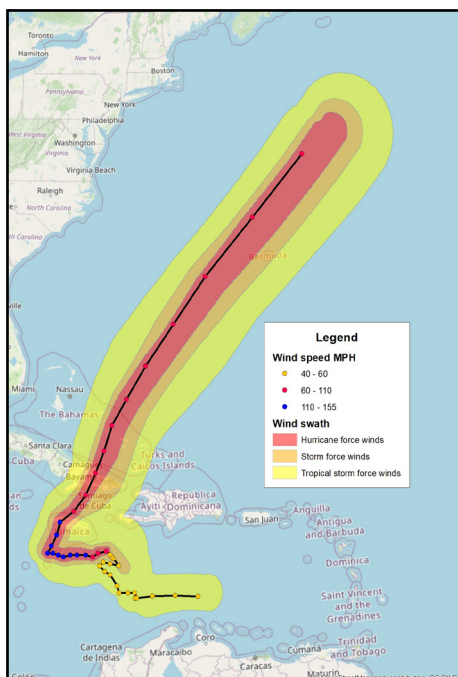 Toronto
Hamilton
New York
Boston
Pennsylvania
New York
Philadelphia
West Virginia
Washington
Virginia
Virginia Beach
Raleigh
North Carolina
South Carolina
Bermuda
ville
Miami
Nassau
The Bahamas
Santa Clara
Cuba
Camagüey
Bayamo
Santiago
de Cuba
Turks and
Caicos Islands
Jamaica
Ayiti
República
Dominicana
San Juan
Anguilla
Antigua
and
Barbuda
Dominica
Saint Vincent
and the
Grenadines
Trinidad
and Tobago
Cartagena
de Indias
Maracaibo
Coro
Caracas
Cumaná
Maturín
Colón
Legend
Wind speed MPH
40 - 60
60 - 110
110 - 155
Wind swath
Hurricane force winds
Storm force winds
Tropical storm force winds